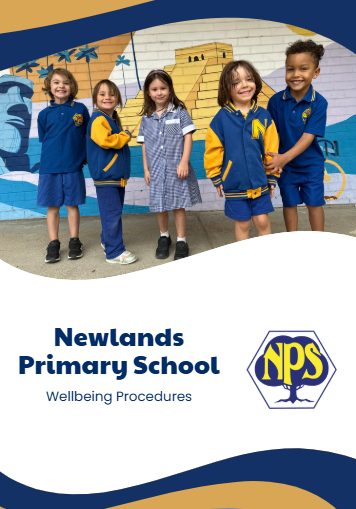 N
Newlands
Primary School
Wellbeing Procedures
NPS